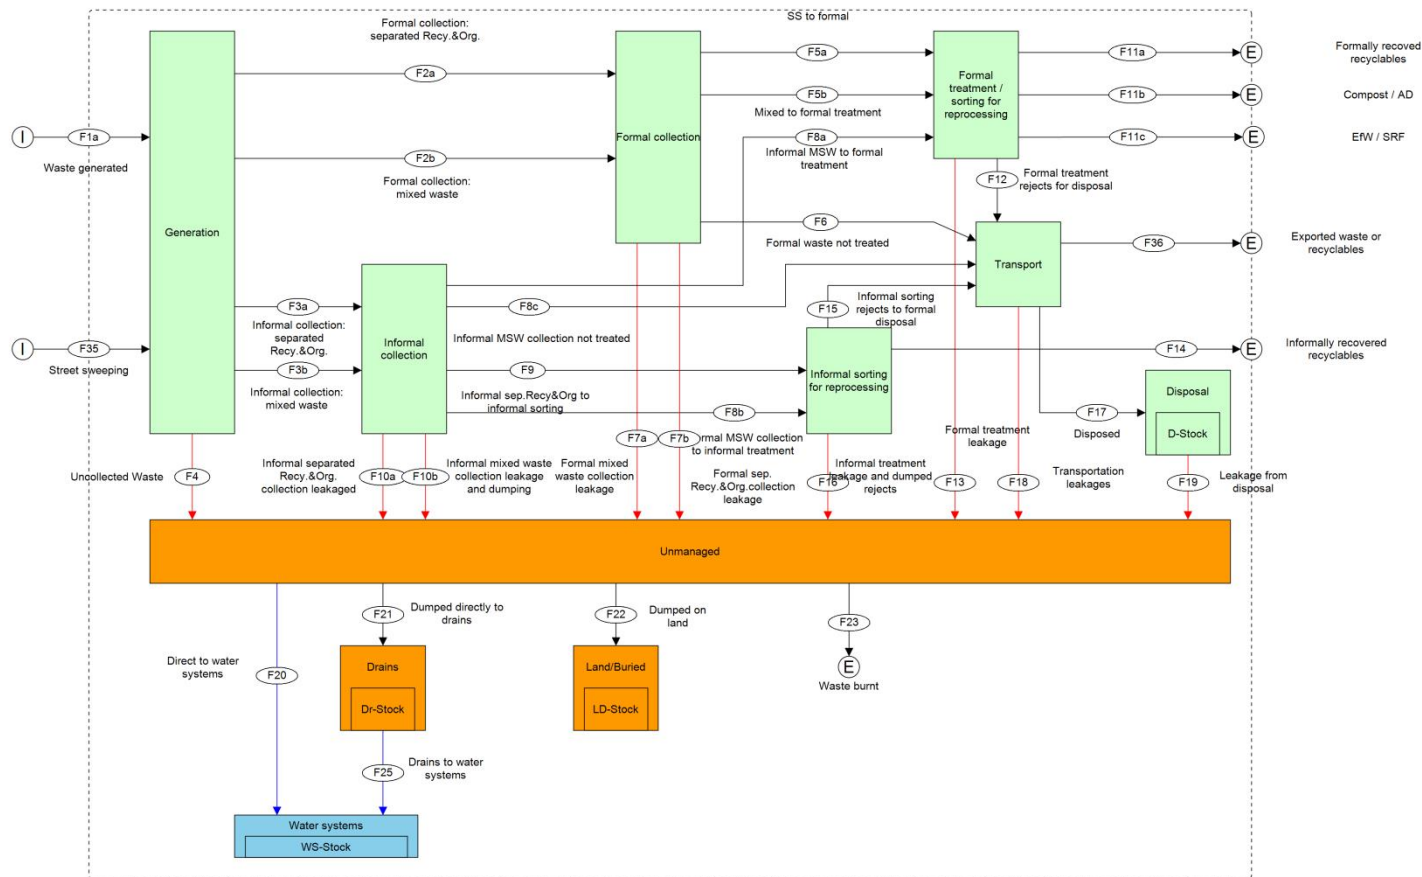 Formal collection:
separated Recy.&Org.
SS to formal
F2a
F5a
F11a
E
Formally recoved
recyclables
Formal
treatment /
sorting for
reprocessing
F5b
Mixed to formal treatment
F11b
E
Compost / AD
I
F1a
Waste generated
Formal collection
F8a
Informal MSW to formal
treatment
F11c
E
EfW / SRF
F2b
Formal collection:
mixed waste
F12
Formal treatment
rejects for disposal
Generation
F6
Formal waste not treated
Transport
F36
E
Exported waste or
recyclables
F3a
Informal collection:
separated
Recy.&Org.
F8c
Informal MSW collection not treated
F15
Informal sorting
rejects to formal
disposal
I
F35
Street sweeping
Informal
collection
F14
E
Informally recovered
recyclables
F3b
Informal collection:
mixed waste
F9
Informal sep.Recy&Org to
informal sorting
Informal sorting
for reprocessing
F8b
rmal MSW collection
to informal treatment
Disposal
D-Stock
F17
Disposed
F7a
F7b
Uncollected Waste
F4
Informal separated
Recy.&Org.
collection leakaged
F10a
F10b
Informal mixed waste
collection leakage
and dumping
Formal mixed
waste collection
leakage
Formal sep.
Recy.&Org.collection
leakage
F16
Informal treatment
leakage and dumped
rejects
Formal treatment
leakage
F13
F18
Transportation
leakages
F19
Leakage from
disposal
Unmanaged
F21
Dumped directly to
drains
F22
Dumped on
land
F23
E
Waste burnt
Direct to water
systems
F20
Drains
Dr-Stock
Land/Buried
LD-Stock
F25
Drains to water
systems
Water systems
WS-Stock